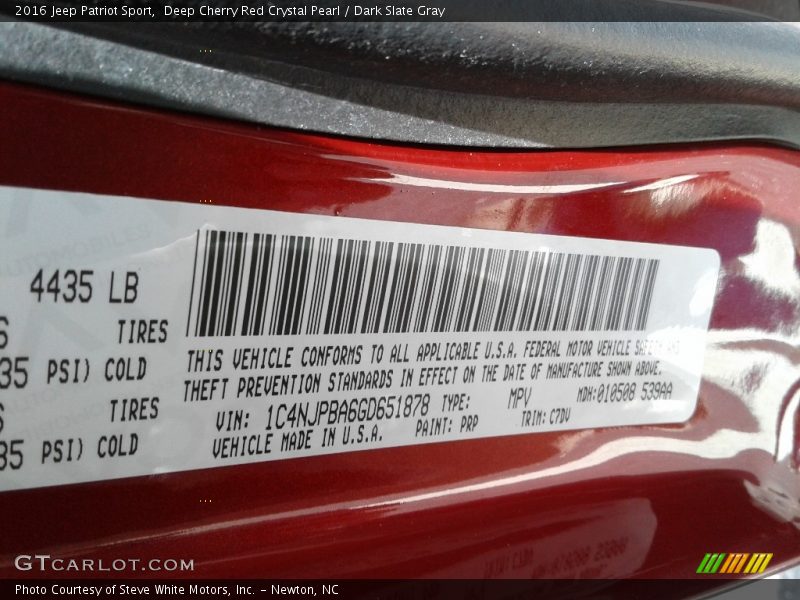 2016 Jeep Patriot Sport,  Deep Cherry Red Crystal Pearl / Dark Slate Gray
4435 LB
TIRES
35 PSI) COLD
TIRES
35 PSI) COLD
THIS VEHICLE CONFORMS TO ALL APPLICABLE U.S.A. FEDERAL MOTOR VEHICLE SAFETY AND
THEFT PREVENTION STANDARDS IN EFFECT ON THE DATE OF MANUFACTURE SHOWN ABOVE.
VIN: 1C4NJPBA6GD651878 TYPE: MPV MDH:010508 539AA
VEHICLE MADE IN U.S.A. PAINT: PRP TRIM: C7DV
GTCARLOT.COM
Photo Courtesy of Steve White Motors, Inc. – Newton, NC